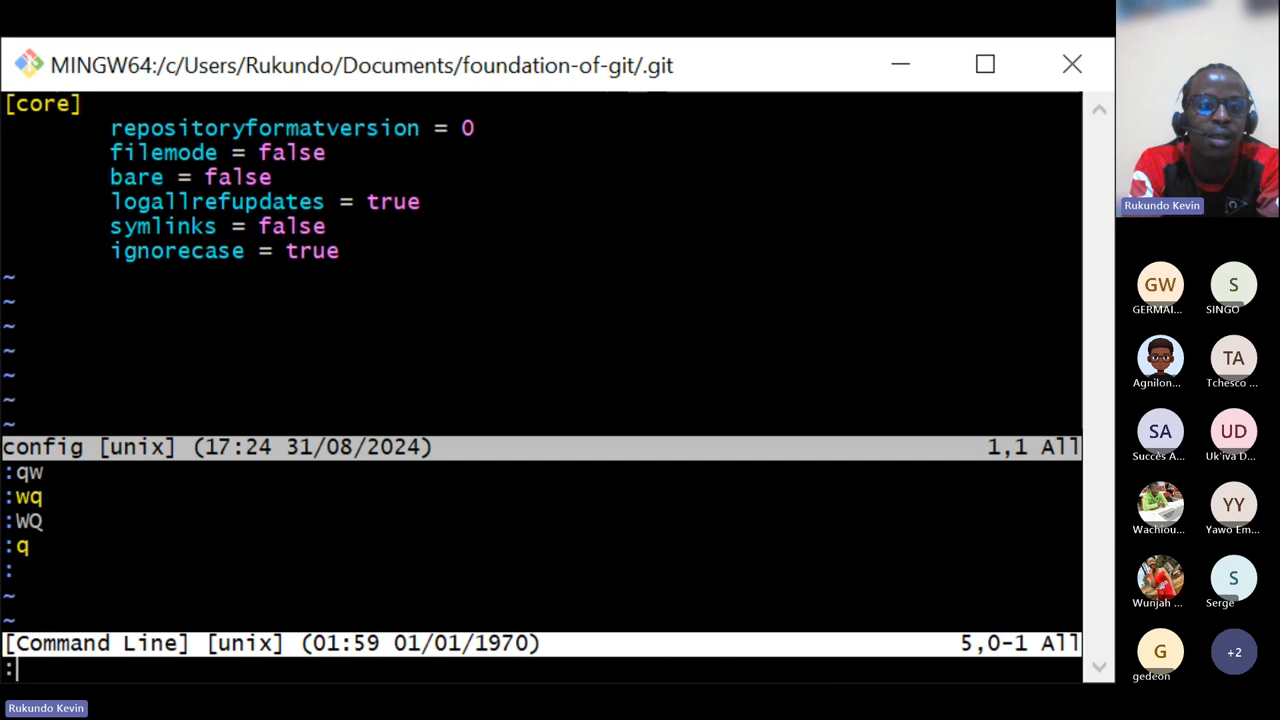 MINGW64:/c/Users/Rukundo/Documents/foundation-of-git/.git
[core]
repositoryformatversion = 0
filemode = false
bare = false
logallrefupdates = true
symlinks = false
ignorecase = true
~
~
~
~
~
~
~
config [unix] (17:24 31/08/2024) 1,1 All
:qw
:wq
:WQ
:q
:
~
~
[Command Line] [unix] (01:59 01/01/1970) 5,0-1 All
:
Rukundo Kevin
Rukundo Kevin
GW S
GERMAI... SINGO
TA
Agnilon... Tchesco ...
SA UD
Succès A... Uk'iva D...
YY
Wachiou... Yawo Em...
S
Wunjah ... Serge
G +2
gedeon